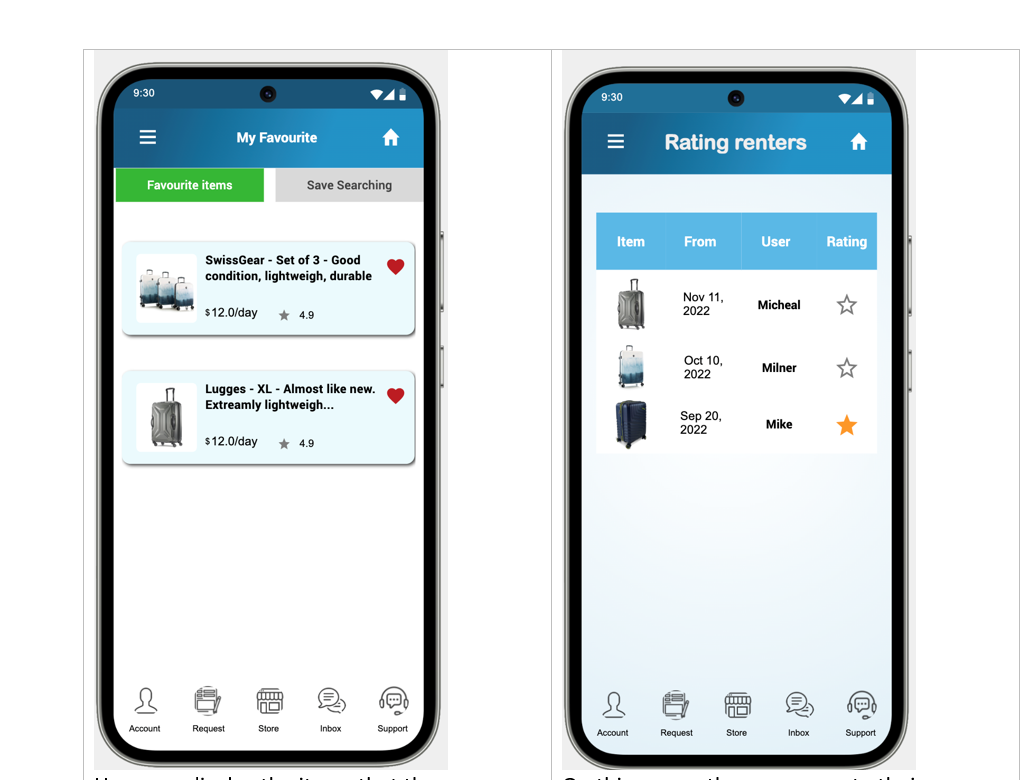 9:30
My Favourite
Favourite items
Save Searching
SwissGear - Set of 3 - Good
condition, lightweigh, durable
$12.0/day
4.9
Lugges - XL - Almost like new.
Extreamly lightweigh...
$12.0/day
4.9
Account
Request
Store
Inbox
Support
9:30
Rating renters
Item
From
User
Rating
Nov 11,
2022
Micheal
Oct 10,
2022
Milner
Sep 20,
2022
Mike
Account
Request
Store
Inbox
Support